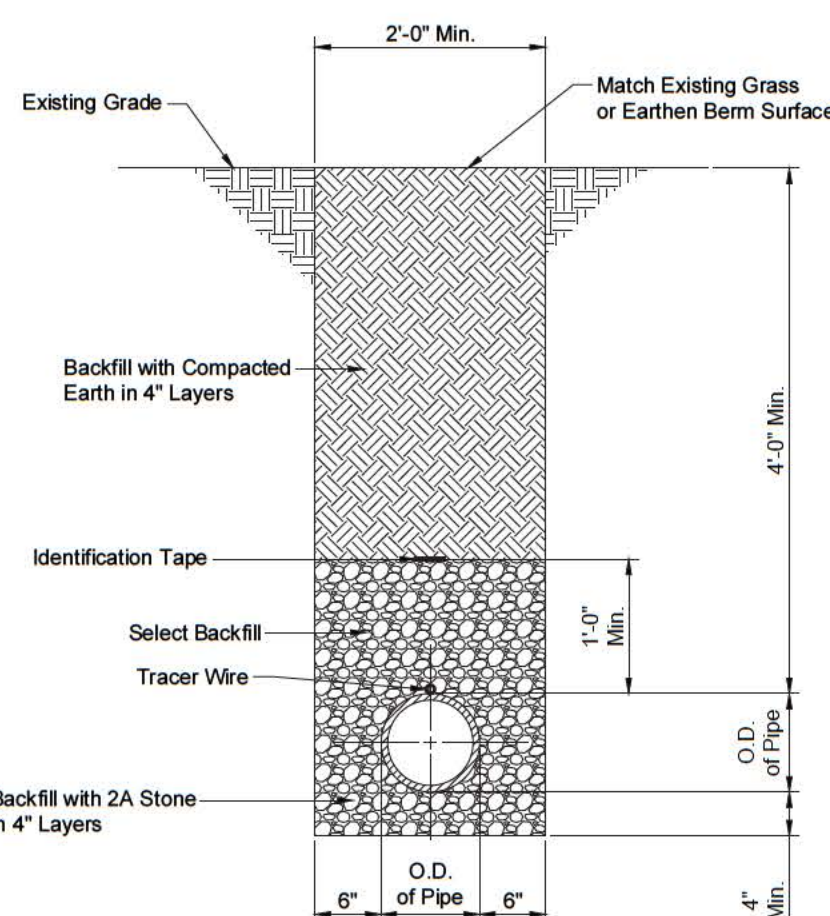 2'-0" Min.
Existing Grade
Match Existing Grass
or Earthen Berm Surface
Backfill with Compacted
Earth in 4" Layers
4'-0" Min.
Identification Tape
1'-0"
Min.
Select Backfill
Tracer Wire
O.D.
of Pipe
Backfill with 2A Stone
in 4" Layers
6"
O.D.
of Pipe
6"
4"
Min.